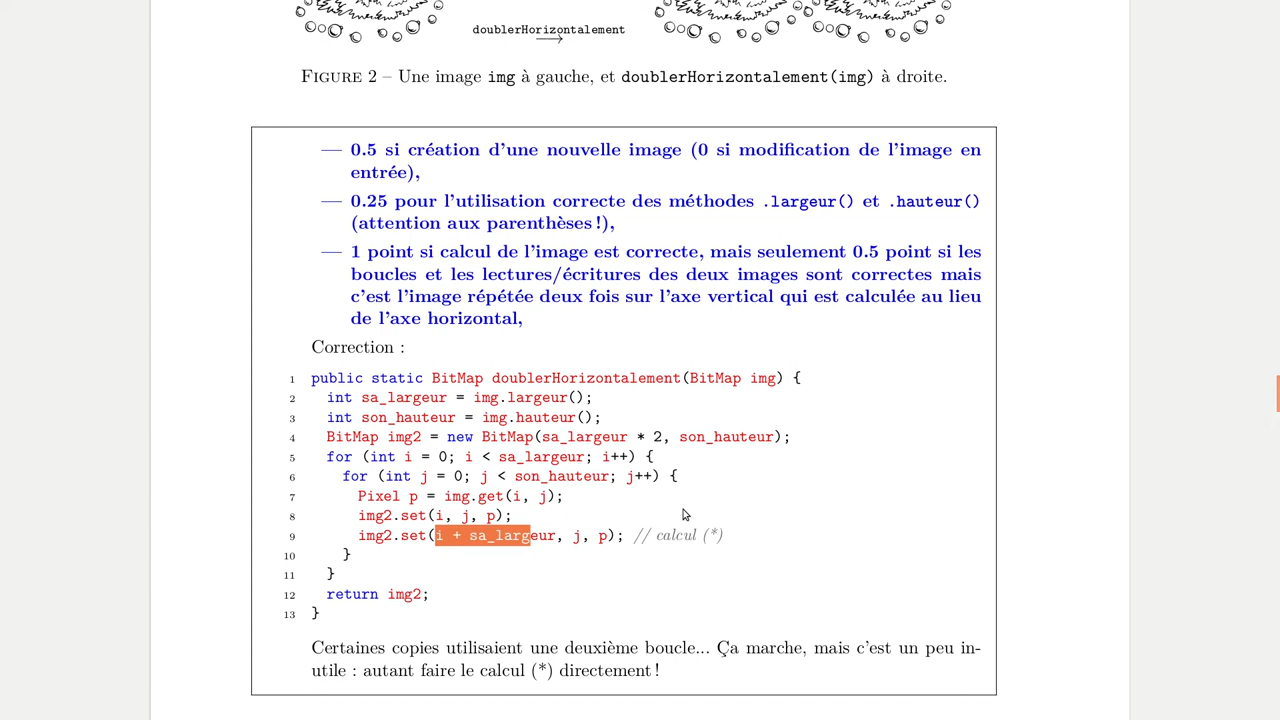 doublerHorizontalement
FIGURE 2 – Une image img à gauche, et doublerHorizontalement(img) à droite.
— 0.5 si création d'une nouvelle image (0 si modification de l'image en
entrée),
— 0.25 pour l'utilisation correcte des méthodes .largeur() et .hauteur()
(attention aux parenthèses !),
— 1 point si calcul de l'image est correcte, mais seulement 0.5 point si les
boucles et les lectures/écritures des deux images sont correctes mais
c'est l'image répétée deux fois sur l'axe vertical qui est calculée au lieu
de l'axe horizontal,
Correction :
1 public static BitMap doublerHorizontalement(BitMap img) {
2 int sa_largeur = img.largeur();
3 int son_hauteur = img.hauteur();
4 BitMap img2 = new BitMap(sa_largeur * 2, son_hauteur);
5 for (int i = 0; i < sa_largeur; i++) {
6 for (int j = 0; j < son_hauteur; j++) {
7 Pixel p = img.get(i, j);
8 img2.set(i, j, p);
9 img2.set(i + sa_largeur, j, p); // calcul (*)
10 }
11 }
12 return img2;
13 }
Certaines copies utilisaient une deuxième boucle... Ça marche, mais c'est un peu in-
utile : autant faire le calcul (*) directement !